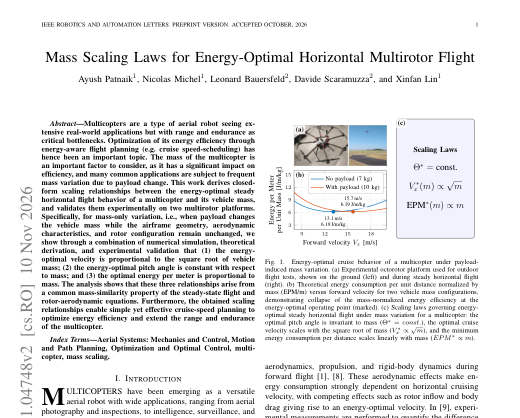 IEEE ROBOTICS AND AUTOMATION LETTERS. PREPRINT VERSION. ACCEPTED OCTOBER, 2026
1
Mass Scaling Laws for Energy-Optimal Horizontal Multirotor Flight
Ayush Patnaik¹, Nicolas Michel¹, Leonard Bauersfeld², Davide Scaramuzza², and Xinfan Lin¹
Abstract—Multicopters are a type of aerial robot seeing ex-
tensive real-world applications but with range and endurance as
critical bottlenecks. Optimization of its energy efficiency through
energy-aware flight planning (e.g. cruise speed-scheduling) has
hence been an important topic. The mass of the multicopter is
an important factor to consider, as it has a significant impact on
efficiency, and many common applications are subject to frequent
mass variation due to payload change. This work derives closed-
form scaling relationships between the energy-optimal steady
horizontal flight behavior of a multicopter and its vehicle mass, and
validates them experimentally on two multirotor platforms.
Specifically, for mass-only variation, i.e., when payload changes
the vehicle mass while the airframe geometry, aerodynamic
characteristics, and rotor configuration remain unchanged, we
show through a combination of numerical simulation, theoretical
derivation, and experimental validation that (1) the energy-
optimal velocity is proportional to the square root of vehicle
mass; (2) the energy-optimal pitch angle is constant with respect
to mass; and (3) the optimal energy per meter is proportional to
mass. The analysis shows that these three relationships arise from
a common mass-similarity property of the steady-state flight and
rotor-aerodynamic equations. Furthermore, the obtained scaling
relationships enable simple yet effective cruise-speed planning to
optimize energy efficiency and extend the range and endurance
of the multicopter.
Index Terms—Aerial Systems: Mechanics and Control, Motion
and Path Planning, Optimization and Optimal Control, multi-
copter, mass scaling.
I. INTRODUCTION
MULTICOPTERS have been emerging as a versatile
aerial robot with wide applications, ranging from aerial
photography and inspections, to intelligence, surveillance, and
(a)
(b)
Energy per Meter
per Unit Mass [J/m/kg]
15
12
9
6
3
No payload (7 kg)
With payload (10 kg)
15.7 m/s
6.19 J/m/kg
13.1 m/s
6.19 J/m/kg
9
12
15
18
Forward velocity Vₓ [m/s]
(c)
Scaling Laws
Θ* = const.
Vₓ*(m) ∝ √m
EPM*(m) ∝ m
Fig. 1. Energy-optimal cruise behavior of a multicopter under payload-
induced mass variation. (a) Experimental octorotor platform used for outdoor
flight tests, shown on the ground (left) and during steady horizontal flight
(right). (b) Theoretical energy consumption per unit distance normalized by
mass (EPM/m) versus forward velocity for two vehicle mass configurations,
demonstrating collapse of the mass-normalized energy efficiency at the
energy-optimal operating point (marked). (c) Scaling laws governing energy-
optimal steady horizontal flight under mass variation for a multicopter: the
optimal pitch angle is invariant to mass (Θ* = const.), the optimal cruise
velocity scales with the square root of mass (Vₓ* ∝ √m), and the minimum
energy consumption per distance scales linearly with mass (EPM* ∝ m).
aerodynamics, propulsion, and rigid-body dynamics during
forward flight [1], [8]. These aerodynamic effects make en-
ergy consumption strongly dependent on horizontal cruising
velocity, with competing effects such as rotor inflow and body
drag giving rise to an energy-optimal velocity. In [9], experi-
.04748v2 [cs.RO] 10 Nov 2026